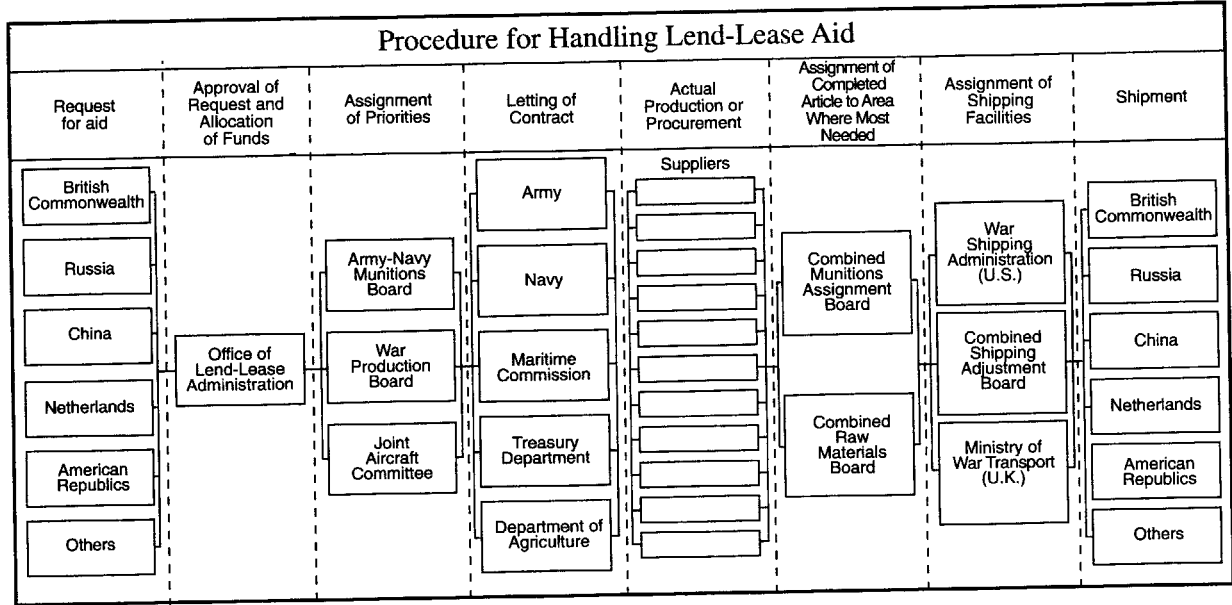 Procedure for Handling Lend-Lease Aid
Request
for aid
Approval of
Request and
Allocation
of Funds
Assignment
of Priorities
Letting of
Contract
Actual
Production or
Procurement
Assignment of
Completed
Article to Area
Where Most
Needed
Assignment of
Shipping
Facilities
Shipment
British
Commonwealth
Russia
China
Netherlands
American
Republics
Others
Office of
Lend-Lease
Administration
Army-Navy
Munitions
Board
War
Production
Board
Joint
Aircraft
Committee
Army
Navy
Maritime
Commission
Treasury
Department
Department of
Agriculture
Suppliers
Combined
Munitions
Assignment
Board
Combined
Raw
Materials
Board
War
Shipping
Administration
(U.S.)
Combined
Shipping
Adjustment
Board
Ministry of
War Transport
(U.K.)
British
Commonwealth
Russia
China
Netherlands
American
Republics
Others